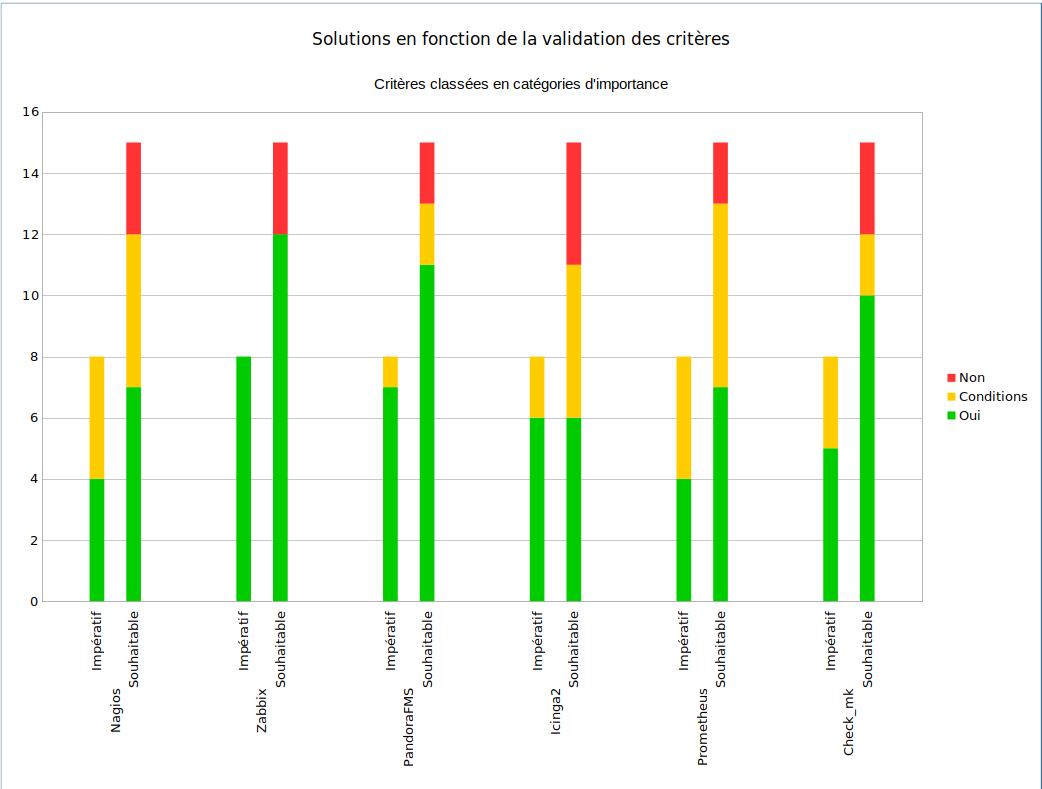 Solutions en fonction de la validation des critères
Critères classées en catégories d'importance
16
14
12
10
8
6
4
2
0
Non
Conditions
Oui
Impératif
Souhaitable
Impératif
Souhaitable
Impératif
Souhaitable
Impératif
Souhaitable
Impératif
Souhaitable
Impératif
Souhaitable
Nagios
Zabbix
PandoraFMS
Icinga2
Prometheus
Check_mk